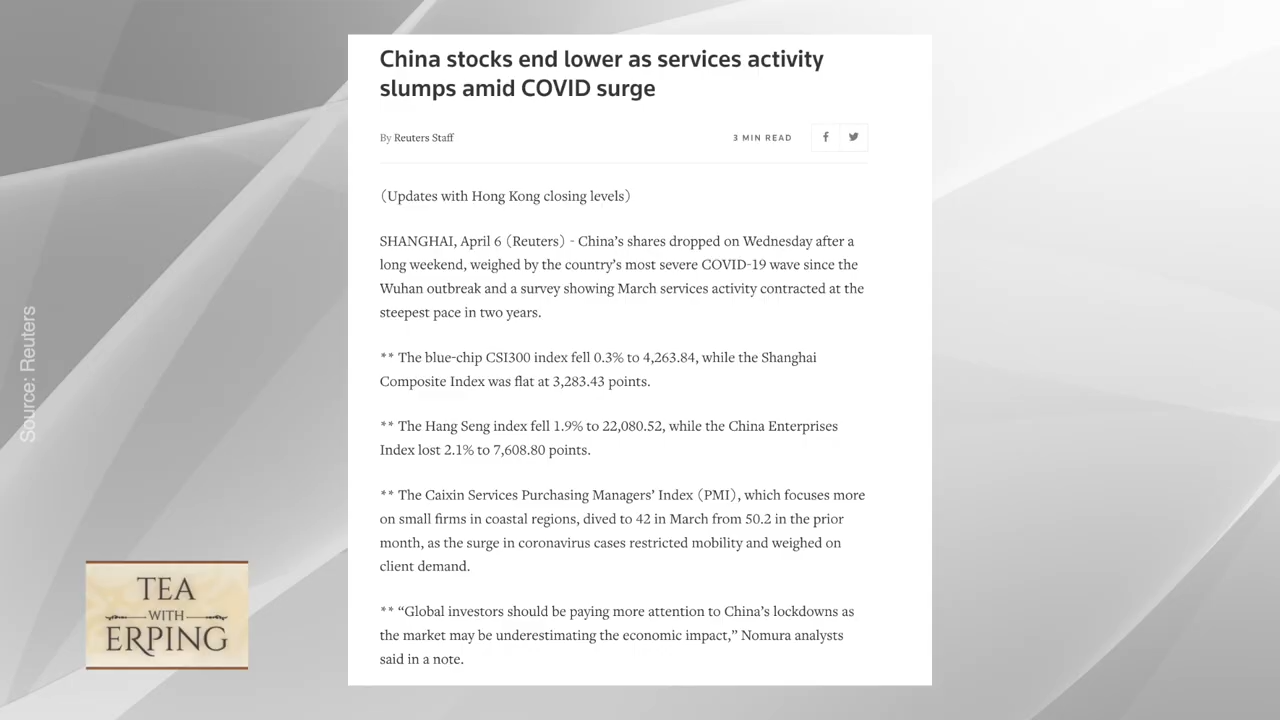 China stocks end lower as services activity
slumps amid COVID surge
By Reuters Staff
3 MIN READ
(Updates with Hong Kong closing levels)
SHANGHAI, April 6 (Reuters) - China’s shares dropped on Wednesday after a
long weekend, weighed by the country’s most severe COVID-19 wave since the
Wuhan outbreak and a survey showing March services activity contracted at the
steepest pace in two years.
** The blue-chip CSI300 index fell 0.3% to 4,263.84, while the Shanghai
Composite Index was flat at 3,283.43 points.
** The Hang Seng index fell 1.9% to 22,080.52, while the China Enterprises
Index lost 2.1% to 7,608.80 points.
** The Caixin Services Purchasing Managers’ Index (PMI), which focuses more
on small firms in coastal regions, dived to 42 in March from 50.2 in the prior
month, as the surge in coronavirus cases restricted mobility and weighed on
client demand.
** “Global investors should be paying more attention to China’s lockdowns as
the market may be underestimating the economic impact,” Nomura analysts
said in a note.
Source: Reuters
TEA
WITH
ERPING